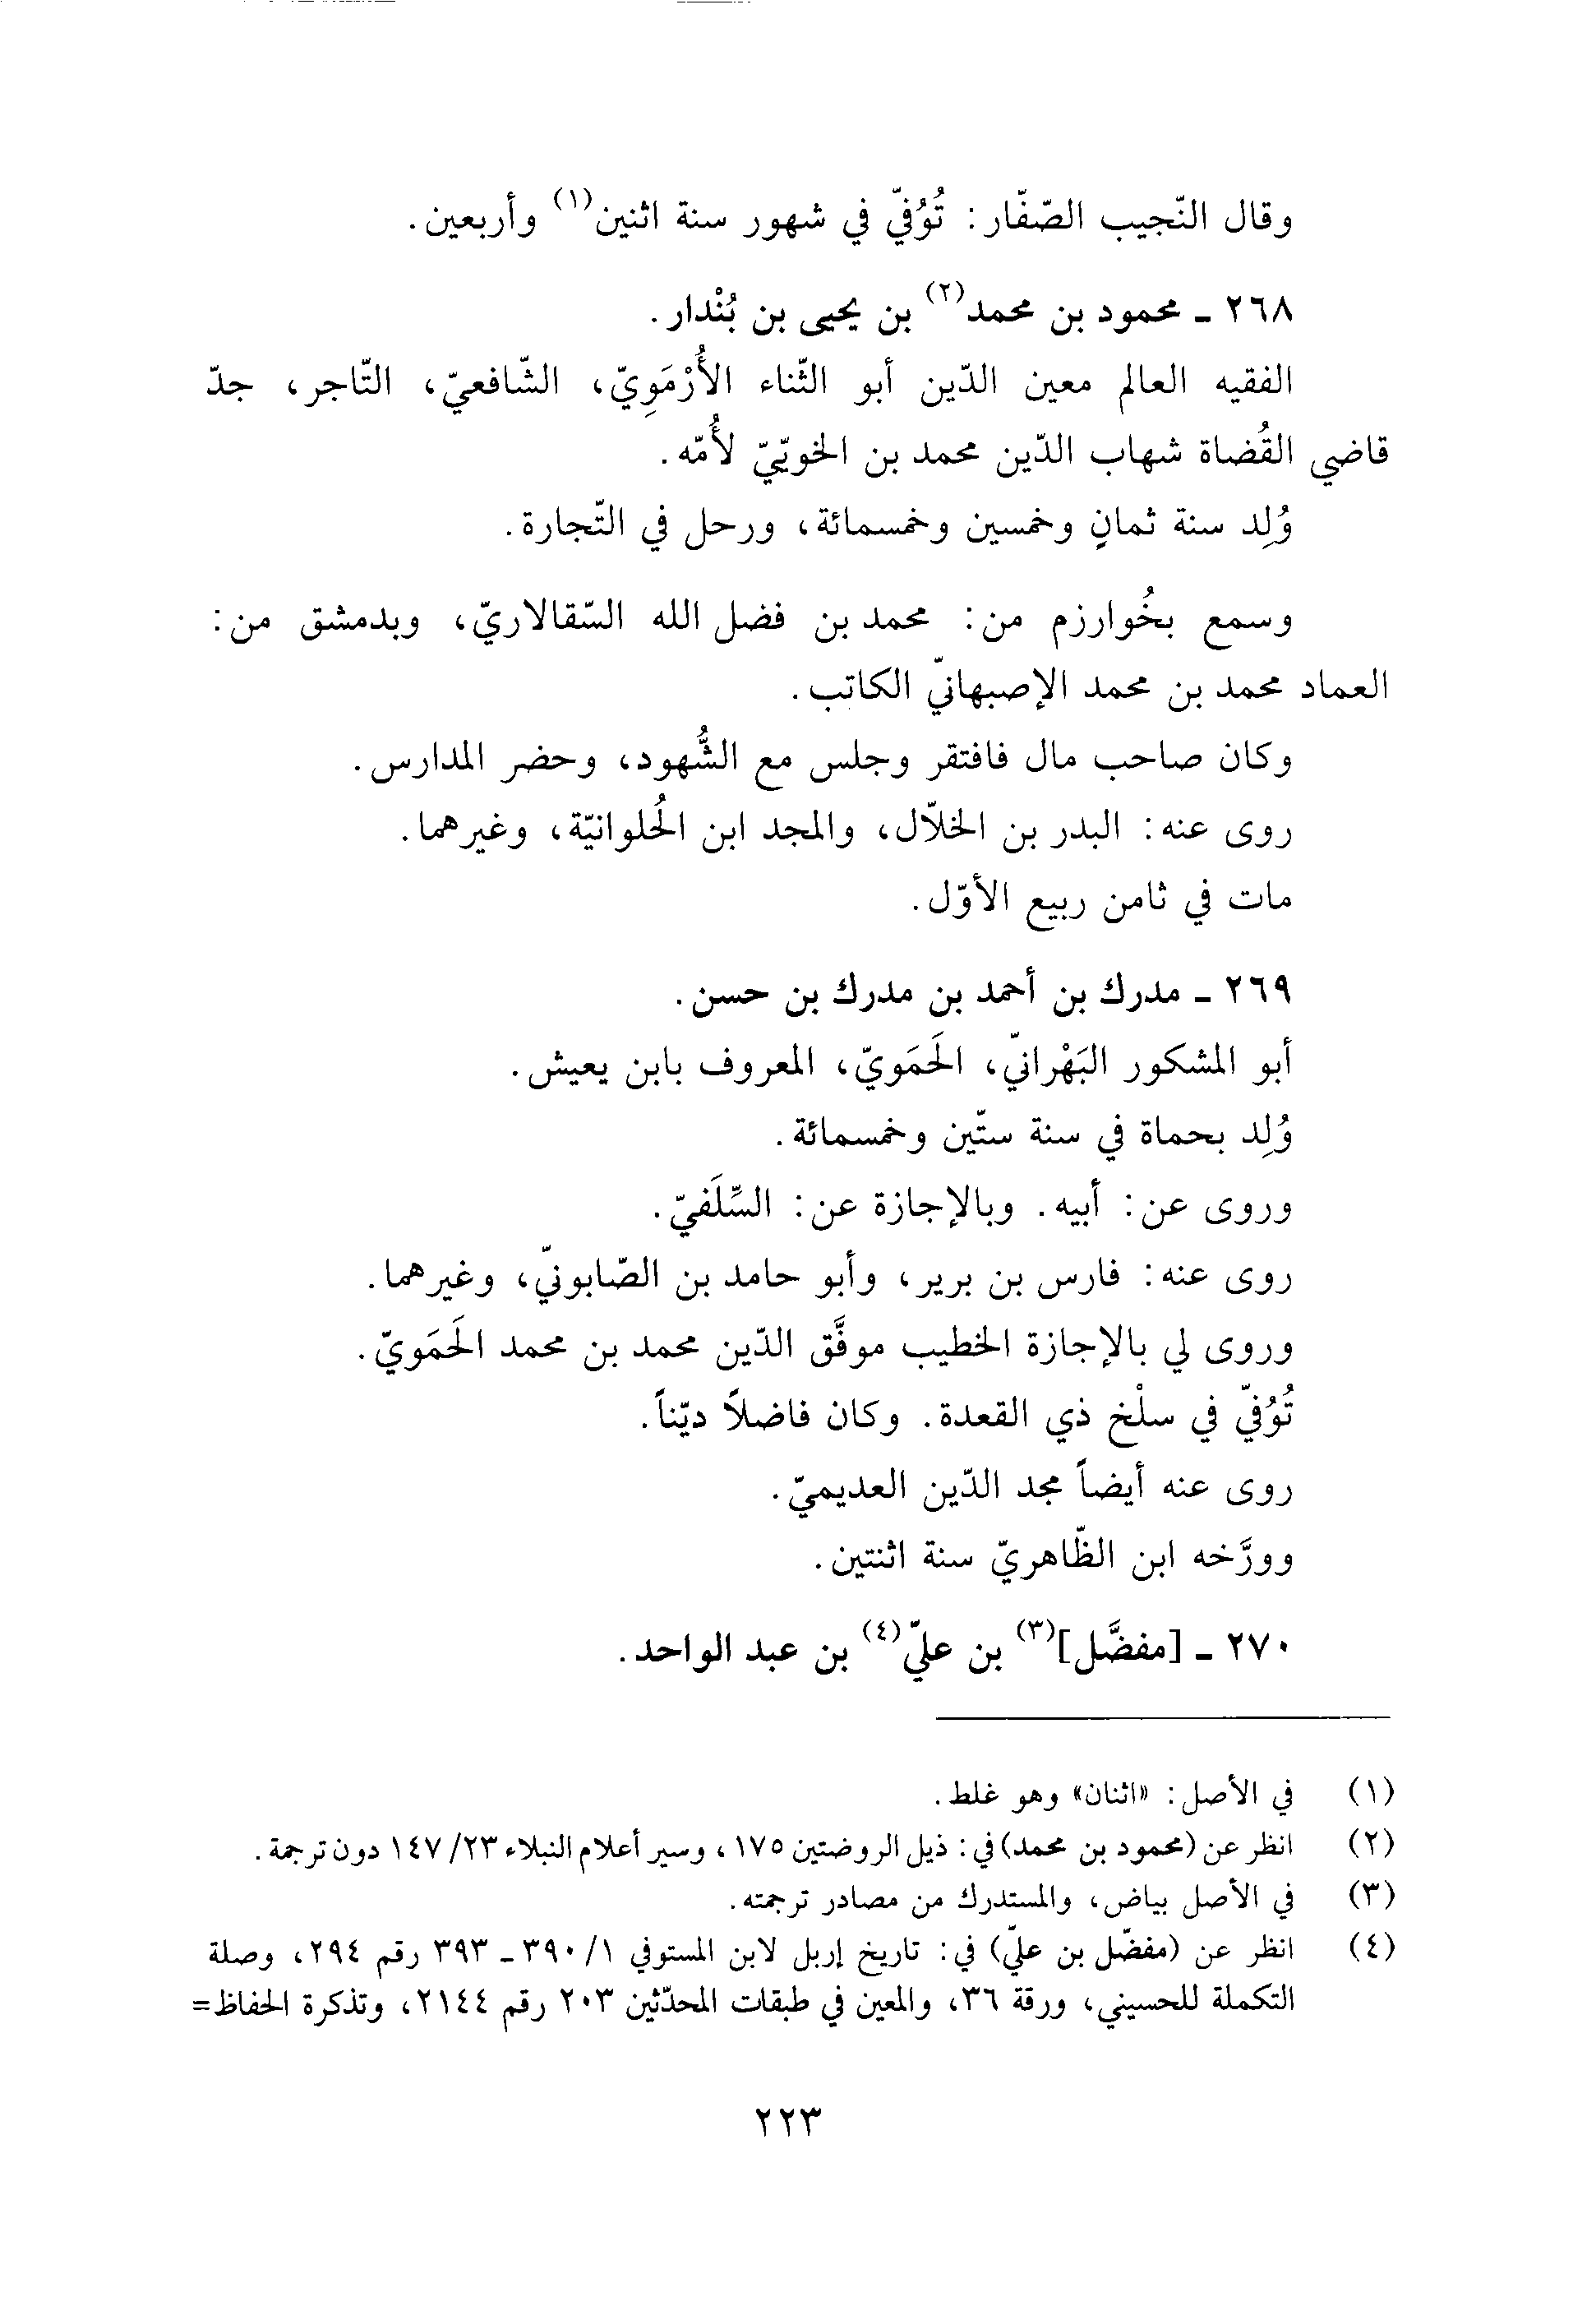 وقال النّجيب الصّفّار: تُوُفّي في شهور سنة اثنين(١) وأربعين.
٢٦٨ ـ محمود بن محمد(٢) بن يحيى بن بُنْدار.
الفقيه العالم معين الدّين أبو الثّناء الأُرْمَوِيّ، الشّافعيّ، التّاجر، جدّ
قاضي القُضاة شهاب الدّين محمد بن الخويّيّ لأُمّه.
وُلِد سنة ثمانٍ وخمسين وخمسمائة، ورحل في التّجارة.
وسمع بخُوارزم من: محمد بن فضل الله السّقالاريّ، وبدمشق من:
العماد محمد بن محمد الإصبهانيّ الكاتب.
وكان صاحب مال فافتقر وجلس مع الشُّهود، وحضر المدارس.
روى عنه: البدر بن الخلّال، والمجد ابن الحُلوانيّة، وغيرهما.
مات في ثامن ربيع الأوّل.
٢٦٩ ـ مدرك بن أحمد بن مدرك بن حسن.
أبو المشكور البَهْرانيّ، الحَمَويّ، المعروف بابن يعيش.
وُلِد بحماة في سنة ستّين وخمسمائة.
وروى عن: أبيه. وبالإجازة عن: السِّلَفيّ.
روى عنه: فارس بن برير، وأبو حامد بن الصّابونيّ، وغيرهما.
وروى لي بالإجازة الخطيب موفَّق الدّين محمد بن محمد الحَمَويّ.
تُوُفّي في سلْخ ذي القعدة. وكان فاضلاً ديّناً.
روى عنه أيضاً مجد الدّين العديميّ.
وورَّخه ابن الظّاهريّ سنة اثنتين.
٢٧٠ ـ [مفضَّل](٣) بن عليّ(٤) بن عبد الواحد.
(١) في الأصل: «اثنان» وهو غلط.
(٢) انظر عن (محمود بن محمد) في: ذيل الروضتين ١٧٥، وسير أعلام النبلاء ٢٣/ ١٤٧ دون ترجمة.
(٣) في الأصل بياض، والمستدرك من مصادر ترجمته.
(٤) انظر عن (مفضّل بن عليّ) في: تاريخ إربل لابن المستوفي ١/ ٣٩٠ ـ ٣٩٣ رقم ٢٩٤، وصلة
التكملة للحسيني، ورقة ٣٦، والمعين في طبقات المحدّثين ٢٠٣ رقم ٢١٤٤، وتذكرة الحفاظ=
٢٢٣